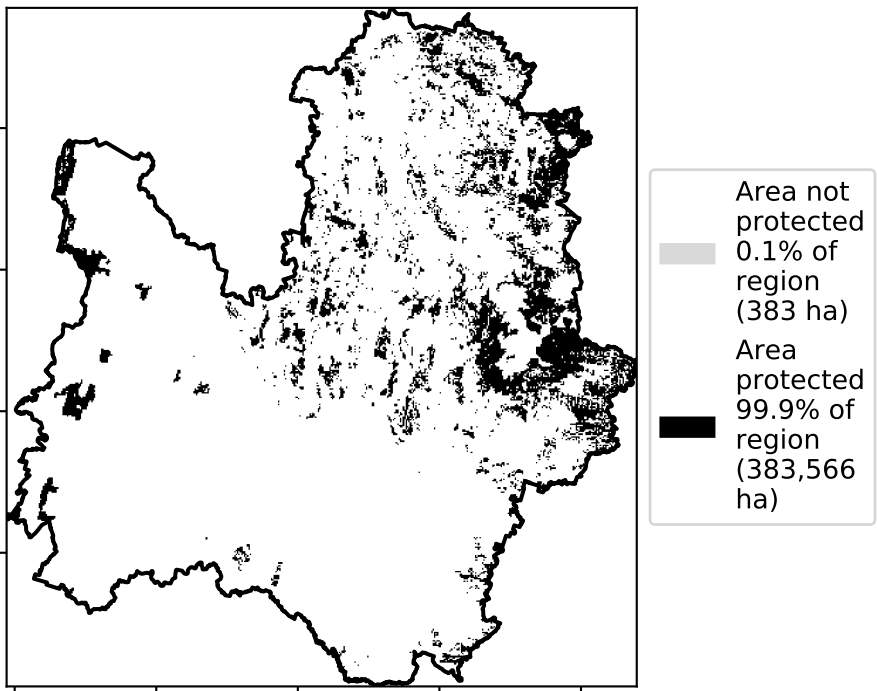 Area not
protected
0.1% of
region
(383 ha)
Area
protected
99.9% of
region
(383,566
ha)